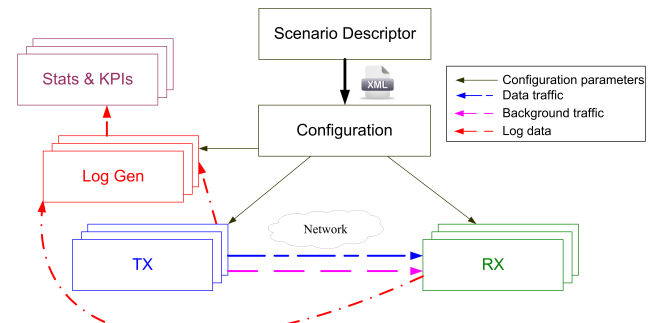 Scenario Descriptor
XML
Stats & KPIs
Configuration
Configuration parameters
Data traffic
Background traffic
Log data
Log Gen
Network
TX
RX